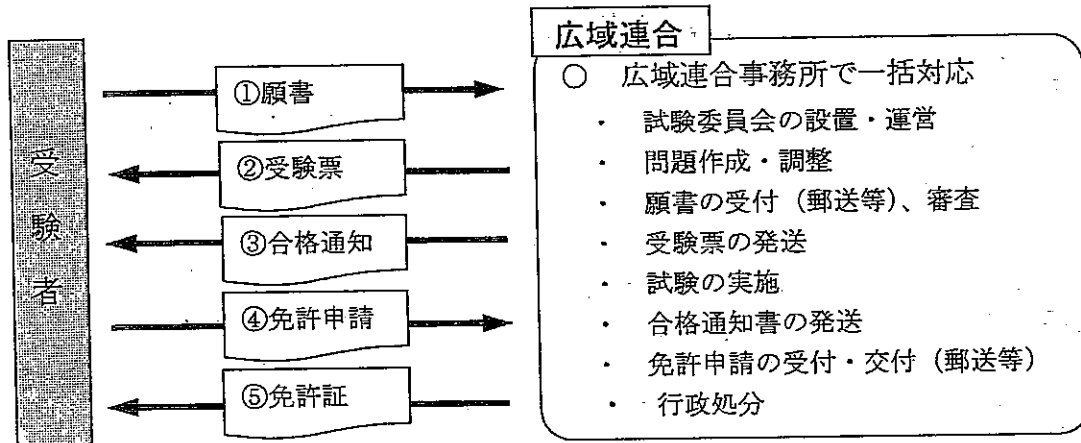 広域連合
受験者
①願書
②受験票
③合格通知
④免許申請
⑤免許証
○ 広域連合事務所で一括対応
・ 試験委員会の設置・運営
・ 問題作成・調整
・ 願書の受付（郵送等）、審査
・ 受験票の発送
・ 試験の実施
・ 合格通知書の発送
・ 免許申請の受付・交付（郵送等）
・ 行政処分